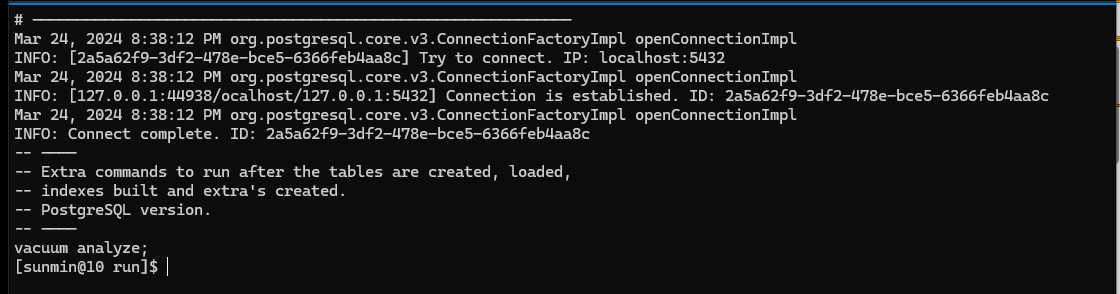 # ------------------------------------------------------------
Mar 24, 2024 8:38:12 PM org.postgresql.core.v3.ConnectionFactoryImpl openConnectionImpl
INFO: [2a5a62f9-3df2-478e-bce5-6366feb4aa8c] Try to connect. IP: localhost:5432
Mar 24, 2024 8:38:12 PM org.postgresql.core.v3.ConnectionFactoryImpl openConnectionImpl
INFO: [127.0.0.1:44938/ocalhost/127.0.0.1:5432] Connection is established. ID: 2a5a62f9-3df2-478e-bce5-6366feb4aa8c
Mar 24, 2024 8:38:12 PM org.postgresql.core.v3.ConnectionFactoryImpl openConnectionImpl
INFO: Connect complete. ID: 2a5a62f9-3df2-478e-bce5-6366feb4aa8c
-- ----
-- Extra commands to run after the tables are created, loaded,
-- indexes built and extra's created.
-- PostgreSQL version.
-- ----
vacuum analyze;
[sunmin@10 run]$